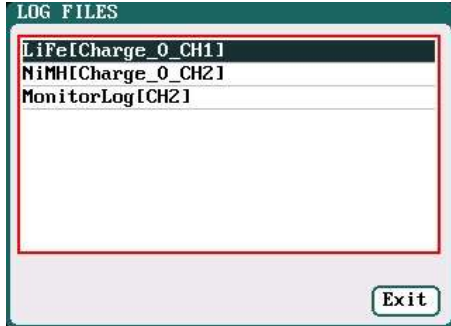 LOG FILES
LiFe[Charge_0_CH1]
NiMH[Charge_0_CH2]
MonitorLog[CH2]
Exit